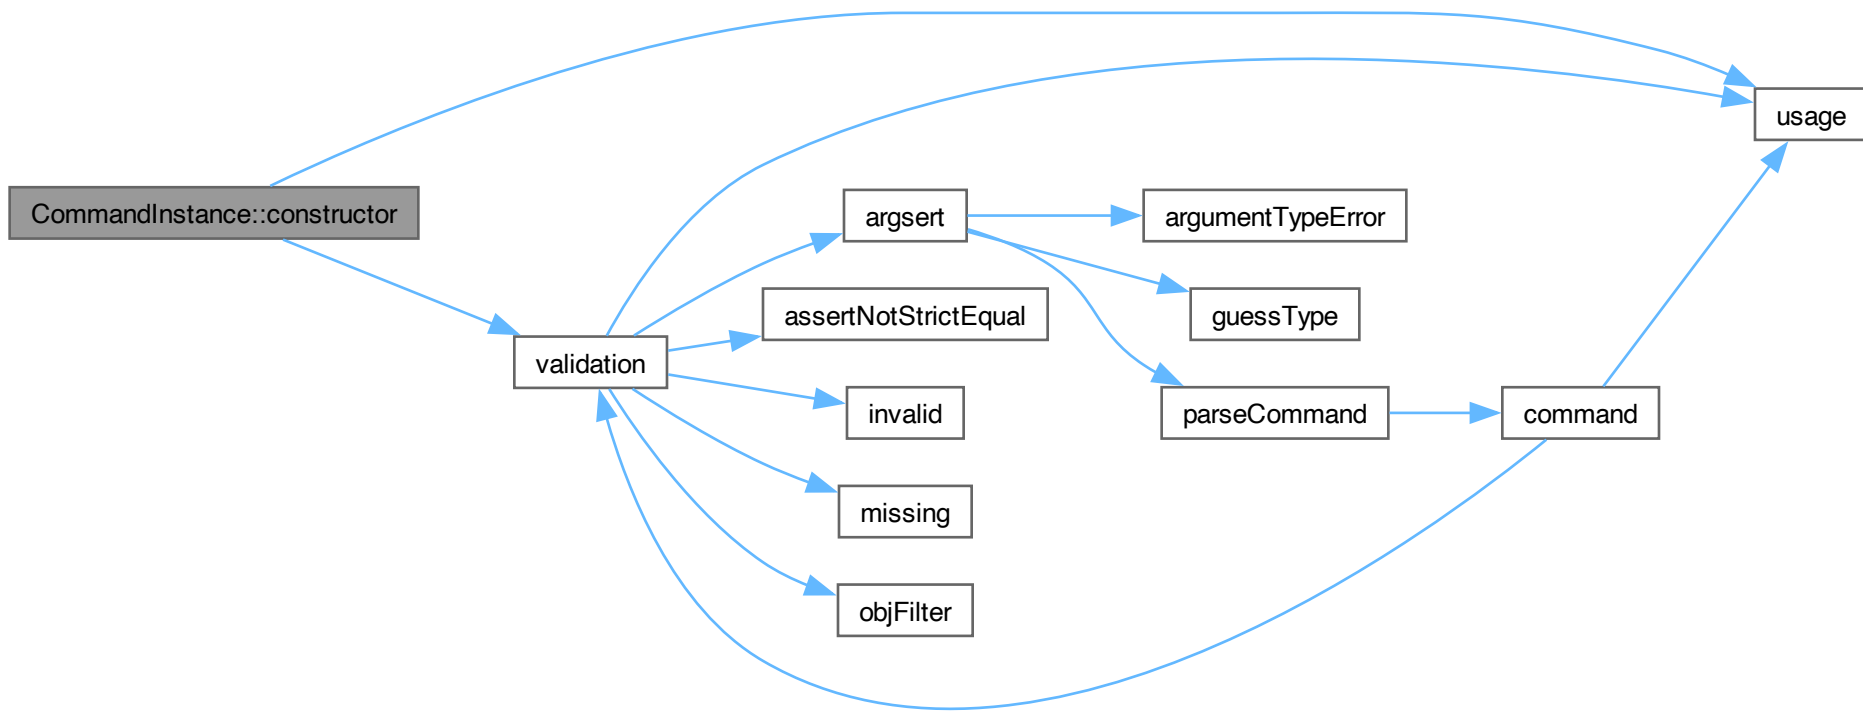 CommandInstance::constructor
validation
argsert
assertNotStrictEqual
invalid
missing
objFilter
argumentTypeError
guessType
parseCommand
command
usage